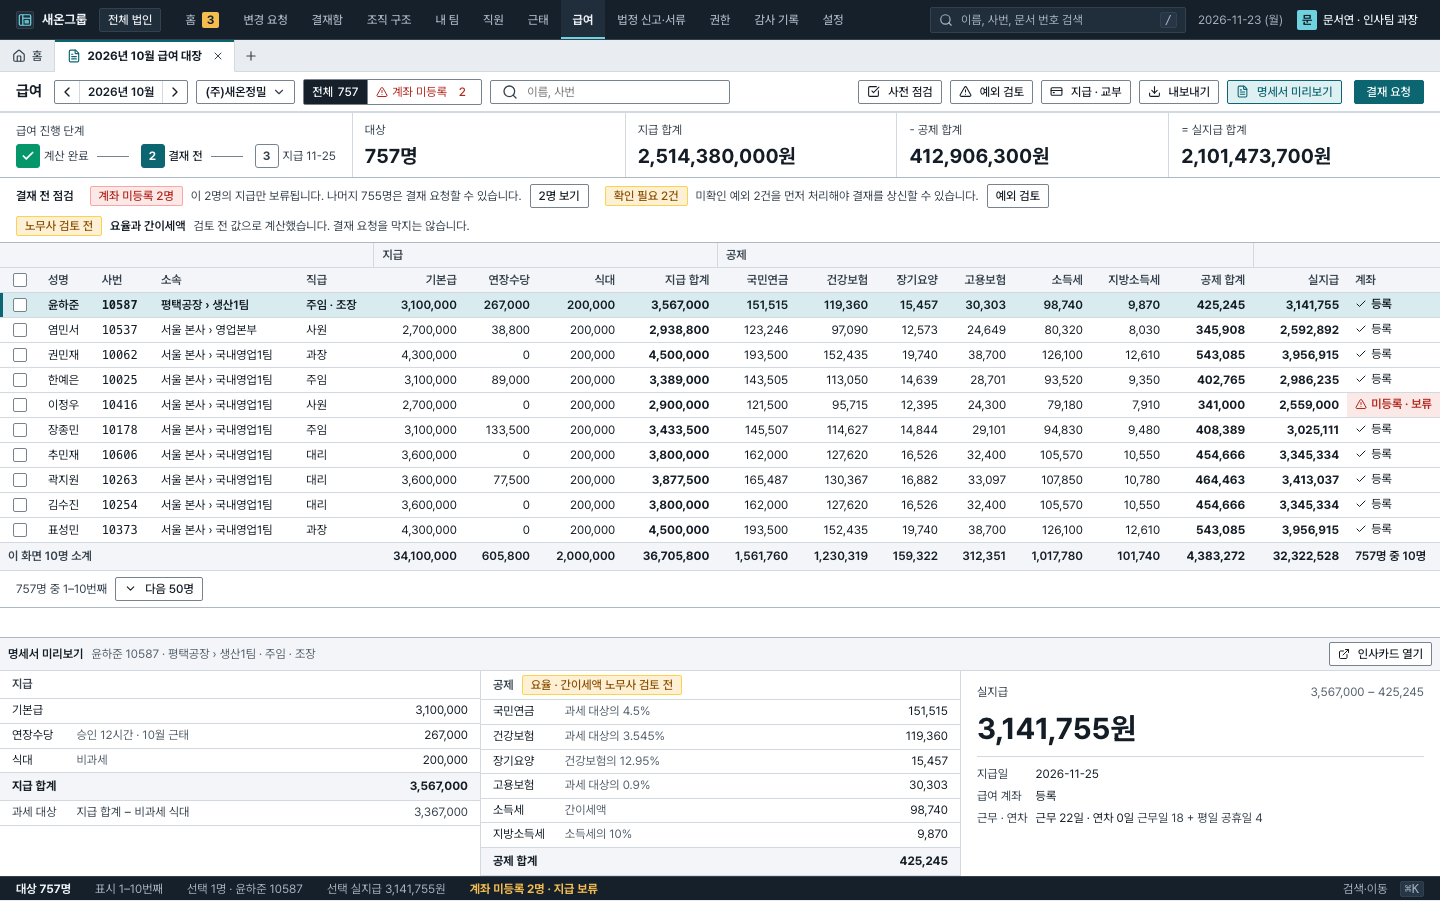 새온그룹 전체 법인 홈 3 변경 요청 결재함 조직 구조 내 팀 직원 근태 급여 법정 신고·서류 권한 감사 기록 설정 이름, 사번, 문서 번호 검색 / 2026-11-23 (월) 문 문서연 · 인사팀 과장
홈 2026년 10월 급여 대장
급여 2026년 10월 (주)새온정밀 전체 757 계좌 미등록 2 이름, 사번 사전 점검 예외 검토 지급 · 교부 내보내기 명세서 미리보기 결재 요청
급여 진행 단계 대상 지급 합계 - 공제 합계 = 실지급 합계
계산 완료 2 결재 전 3 지급 11-25 757명 2,514,380,000원 412,906,300원 2,101,473,700원
결재 전 점검 계좌 미등록 2명 이 2명의 지급만 보류됩니다. 나머지 755명은 결재 요청할 수 있습니다. 2명 보기 확인 필요 2건 미확인 예외 2건을 먼저 처리해야 결재를 상신할 수 있습니다. 예외 검토
노무사 검토 전 요율과 간이세액 검토 전 값으로 계산했습니다. 결재 요청을 막지는 않습니다.
지급 공제
성명 사번 소속 직급 기본급 연장수당 식대 지급 합계 국민연금 건강보험 장기요양 고용보험 소득세 지방소득세 공제 합계 실지급 계좌
윤하준 10587 평택공장 › 생산1팀 주임 · 조장 3,100,000 267,000 200,000 3,567,000 151,515 119,360 15,457 30,303 98,740 9,870 425,245 3,141,755 등록
염민서 10537 서울 본사 › 영업본부 사원 2,700,000 38,800 200,000 2,938,800 123,246 97,090 12,573 24,649 80,320 8,030 345,908 2,592,892 등록
권민재 10062 서울 본사 › 국내영업1팀 과장 4,300,000 0 200,000 4,500,000 193,500 152,435 19,740 38,700 126,100 12,610 543,085 3,956,915 등록
한예은 10025 서울 본사 › 국내영업1팀 주임 3,100,000 89,000 200,000 3,389,000 143,505 113,050 14,639 28,701 93,520 9,350 402,765 2,986,235 등록
이정우 10416 서울 본사 › 국내영업1팀 사원 2,700,000 0 200,000 2,900,000 121,500 95,715 12,395 24,300 79,180 7,910 341,000 2,559,000 미등록 · 보류
장종민 10178 서울 본사 › 국내영업1팀 주임 3,100,000 133,500 200,000 3,433,500 145,507 114,627 14,844 29,101 94,830 9,480 408,389 3,025,111 등록
추민재 10606 서울 본사 › 국내영업1팀 대리 3,600,000 0 200,000 3,800,000 162,000 127,620 16,526 32,400 105,570 10,550 454,666 3,345,334 등록
곽지원 10263 서울 본사 › 국내영업1팀 대리 3,600,000 77,500 200,000 3,877,500 165,487 130,367 16,882 33,097 107,850 10,780 464,463 3,413,037 등록
김수진 10254 서울 본사 › 국내영업1팀 대리 3,600,000 0 200,000 3,800,000 162,000 127,620 16,526 32,400 105,570 10,550 454,666 3,345,334 등록
표성민 10373 서울 본사 › 국내영업1팀 과장 4,300,000 0 200,000 4,500,000 193,500 152,435 19,740 38,700 126,100 12,610 543,085 3,956,915 등록
이 화면 10명 소계 34,100,000 605,800 2,000,000 36,705,800 1,561,760 1,230,319 159,322 312,351 1,017,780 101,740 4,383,272 32,322,528 757명 중 10명
757명 중 1–10번째 다음 50명
명세서 미리보기 윤하준 10587 · 평택공장 › 생산1팀 · 주임 · 조장 인사카드 열기
지급
기본급 3,100,000
연장수당 승인 12시간 · 10월 근태 267,000
식대 비과세 200,000
지급 합계 3,567,000
과세 대상 지급 합계 − 비과세 식대 3,367,000
공제 요율 · 간이세액 노무사 검토 전
국민연금 과세 대상의 4.5% 151,515
건강보험 과세 대상의 3.545% 119,360
장기요양 건강보험의 12.95% 15,457
고용보험 과세 대상의 0.9% 30,303
소득세 간이세액 98,740
지방소득세 소득세의 10% 9,870
공제 합계 425,245
실지급 3,567,000 − 425,245
3,141,755원
지급일 2026-11-25
급여 계좌 등록
근무 · 연차 근무 22일 · 연차 0일 근무일 18 + 평일 공휴일 4
대상 757명 표시 1–10번째 선택 1명 · 윤하준 10587 선택 실지급 3,141,755원 계좌 미등록 2명 · 지급 보류 검색·이동 ⌘K